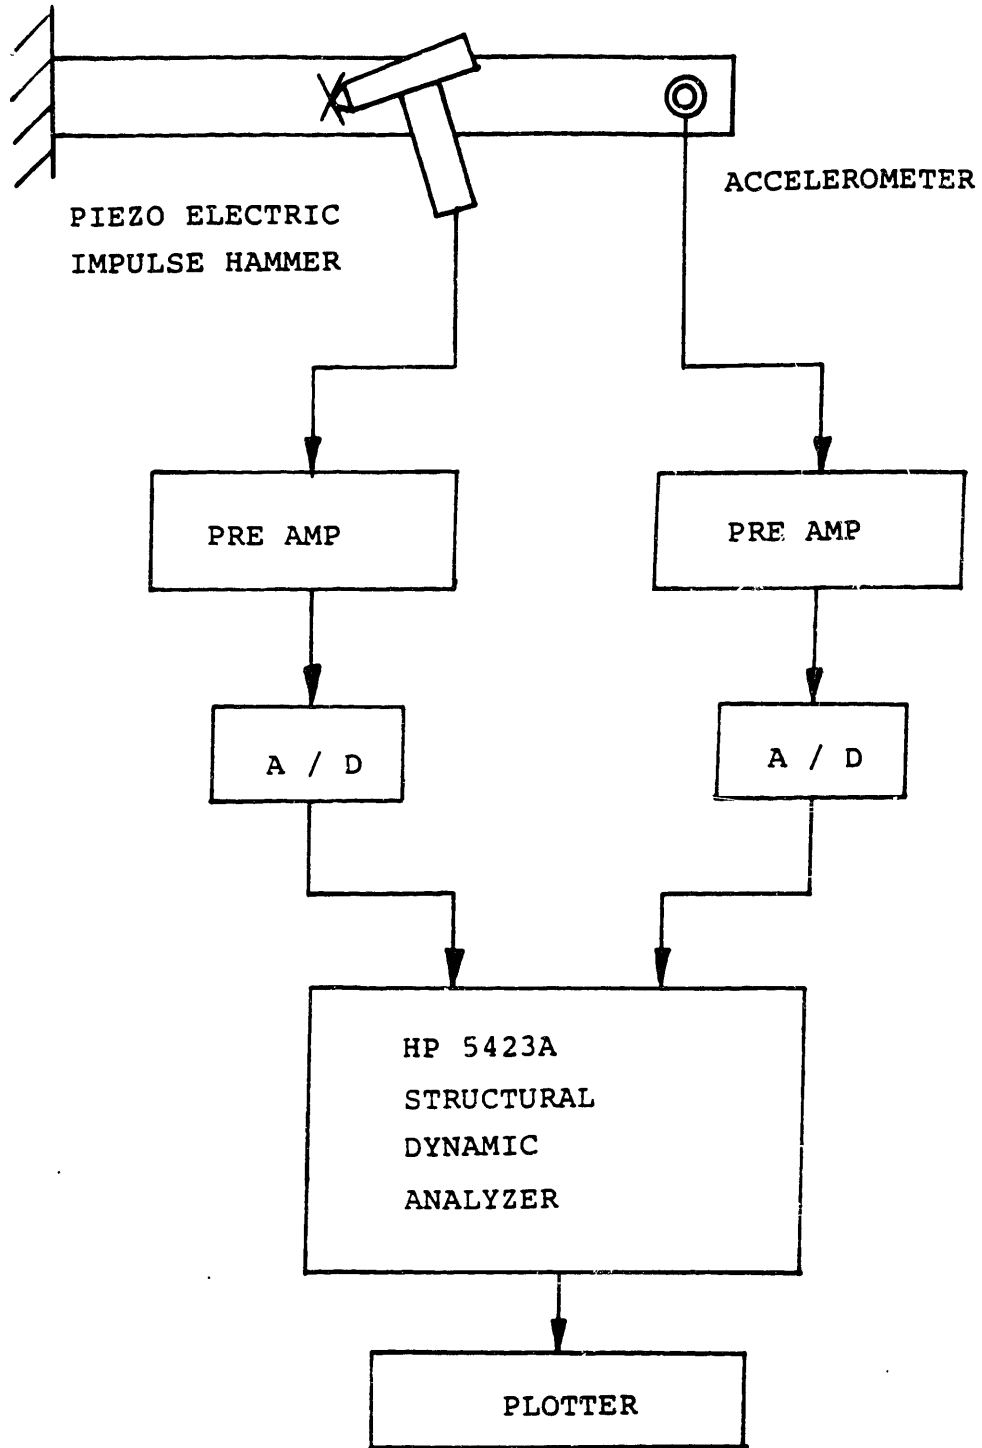 ACCELEROMETER
PIEZO ELECTRIC
IMPULSE HAMMER
PRE AMP
PRE AMP
A / D
A / D
HP 5423A
STRUCTURAL
DYNAMIC
ANALYZER
PLOTTER